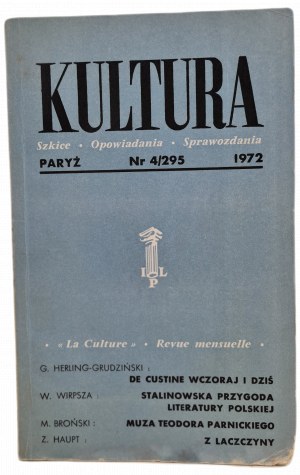 KULTURA
Szkice • Opowiadania • Sprawozdania
PARYŻ Nr 4/295 1972
I L
P
• « La Culture » • Revue mensuelle •
G. HERLING-GRUDZIŃSKI :
DE CUSTINE WCZORAJ I DZIŚ
W. WIRPSZA : STALINOWSKA PRZYGODA
LITERATURY POLSKIEJ
M. BROŃSKI : MUZA TEODORA PARNICKIEGO
Z. HAUPT : Z LACZCZYNY